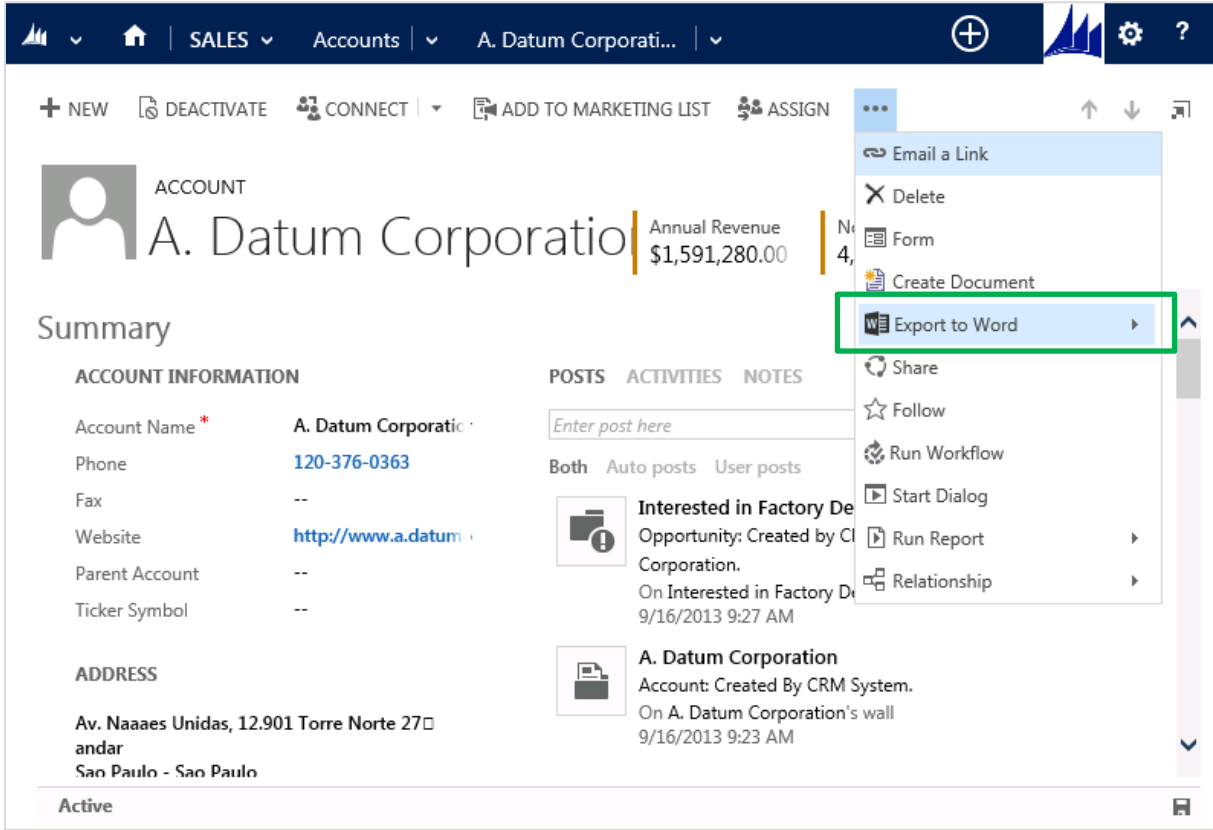 SALES Accounts A. Datum Corporati... ?
NEW DEACTIVATE CONNECT ADD TO MARKETING LIST ASSIGN ...
Email a Link
Delete
Form
Create Document
Export to Word
Share
Follow
Run Workflow
Start Dialog
Run Report
Relationship
ACCOUNT
A. Datum Corporatio
Annual Revenue
$1,591,280.00
4,
Summary
ACCOUNT INFORMATION
Account Name * A. Datum Corporatio
Phone 120-376-0363
Fax --
Website http://www.a.datum
Parent Account --
Ticker Symbol --
ADDRESS
Av. Naaaes Unidas, 12.901 Torre Norte 27□
andar
Sao Paulo - Sao Paulo
POSTS ACTIVITIES NOTES
Enter post here
Both Auto posts User posts
Interested in Factory De
Opportunity: Created by C
Corporation.
On Interested in Factory De
9/16/2013 9:27 AM
A. Datum Corporation
Account: Created By CRM System.
On A. Datum Corporation's wall
9/16/2013 9:23 AM
Active